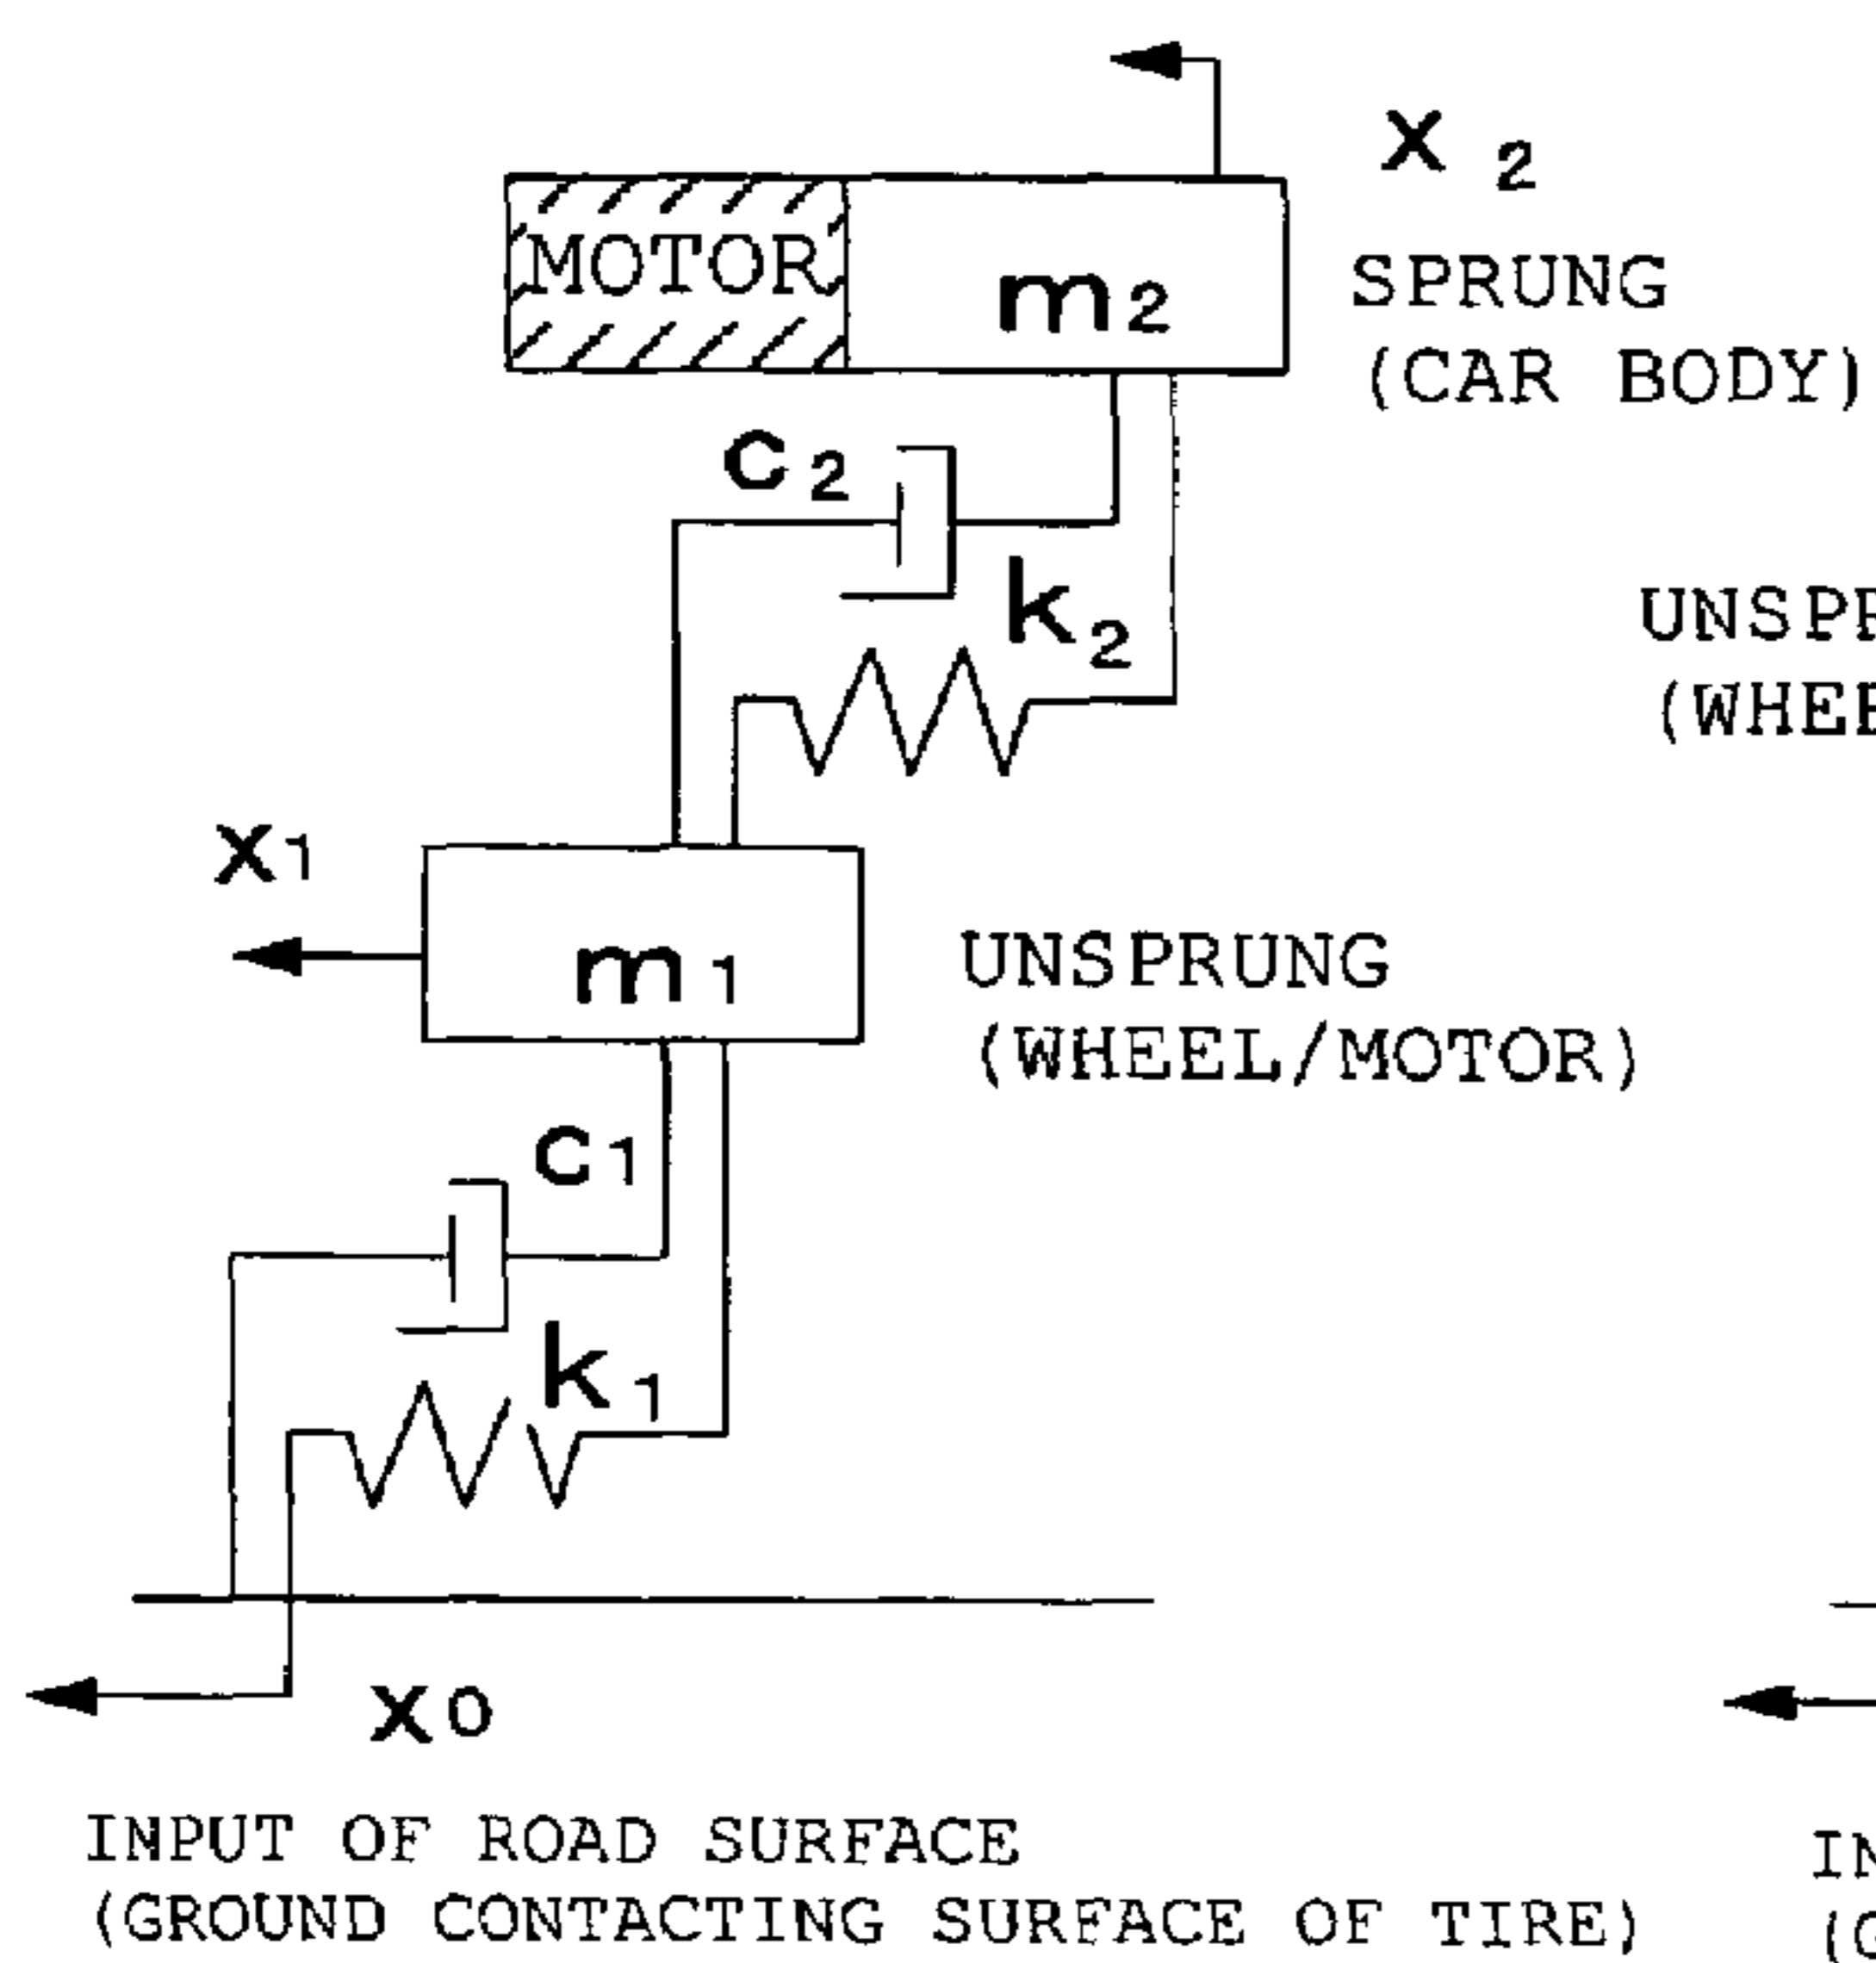 x 2
MOTOR
m2
SPRUNG
(CAR BODY)
c2
k2
x1
m1
UNSPRUNG
(WHEEL/MOTOR)
c1
k1
x0
INPUT OF ROAD SURFACE
(GROUND CONTACTING SURFACE OF TIRE)